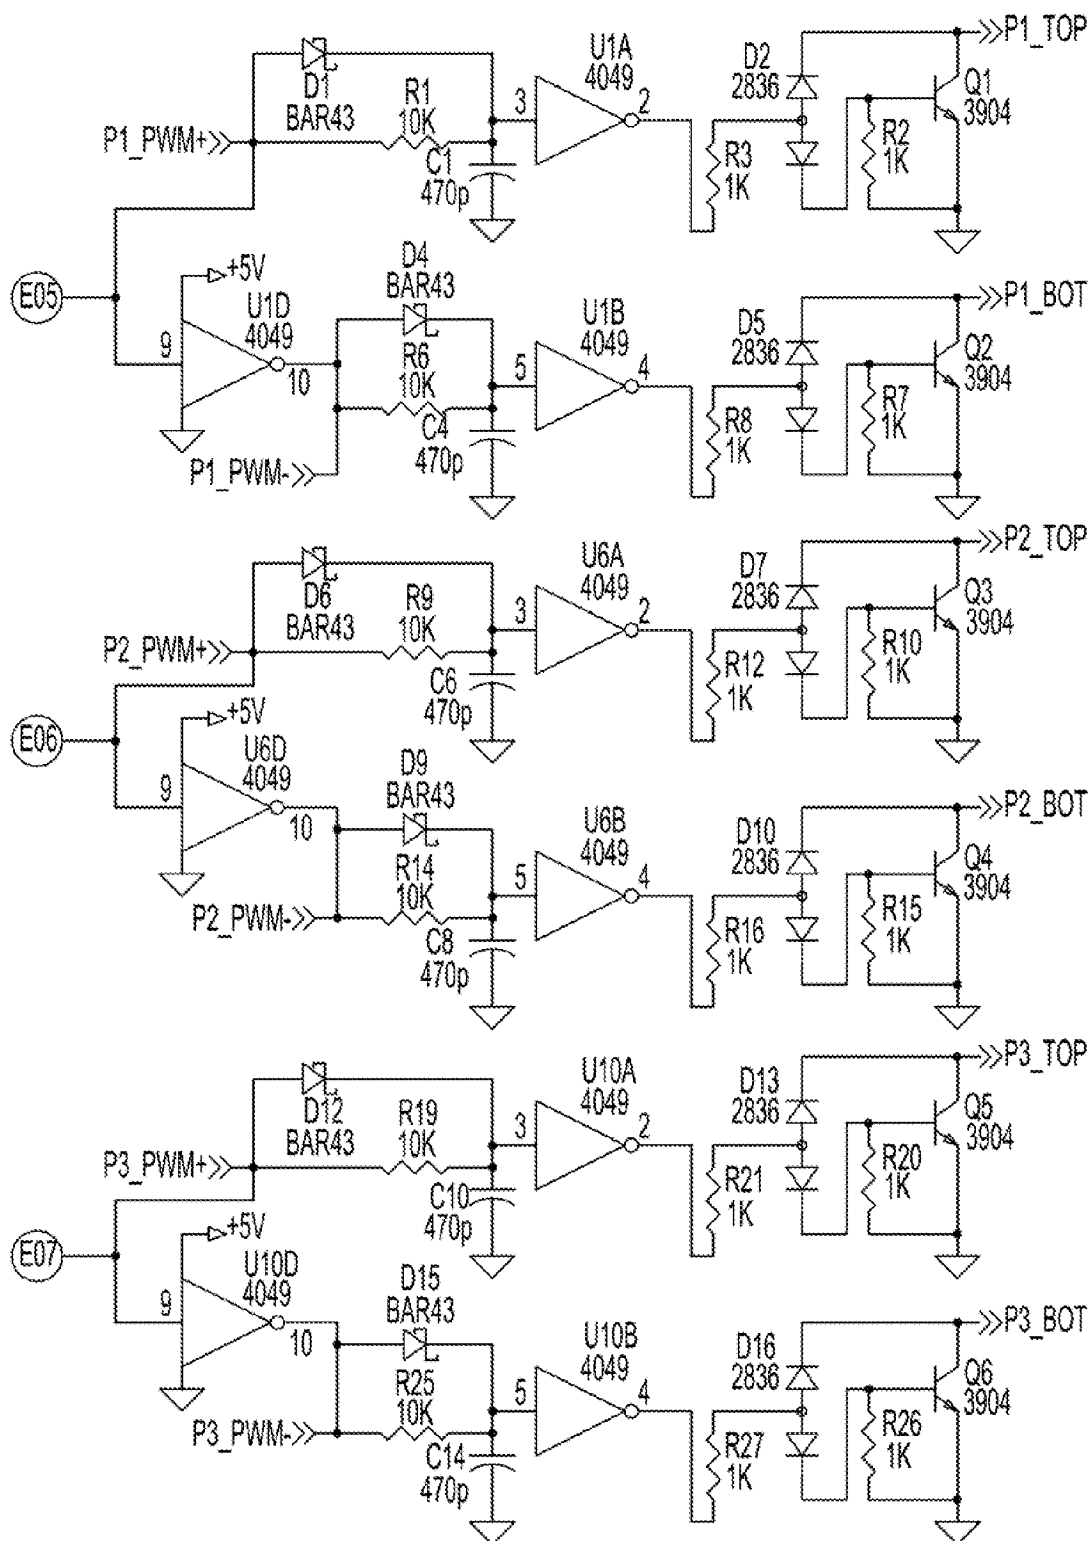 P1_TOP
U1A
4049
D2
2836
Q1
3904
D1
BAR43
R1
10K
3
2
P1_PWM+
C1
470p
R3
1K
R2
1K
+5V
D4
BAR43
P1_BOT
E05
U1D
4049
U1B
4049
D5
2836
Q2
3904
9
10
R6
10K
5
4
C4
470p
R8
1K
R7
1K
P1_PWM-
P2_TOP
U6A
4049
D7
2836
Q3
3904
D6
BAR43
R9
10K
3
2
P2_PWM+
C6
470p
R12
1K
R10
1K
+5V
E06
U6D
4049
D9
BAR43
P2_BOT
9
10
U6B
4049
D10
2836
Q4
3904
R14
10K
5
4
P2_PWM-
C8
470p
R16
1K
R15
1K
P3_TOP
U10A
4049
D13
2836
Q5
3904
D12
BAR43
R19
10K
3
2
P3_PWM+
C10
470p
R21
1K
R20
1K
+5V
E07
U10D
4049
D15
BAR43
P3_BOT
9
10
U10B
4049
D16
2836
Q6
3904
R25
10K
5
4
P3_PWM-
C14
470p
R27
1K
R26
1K